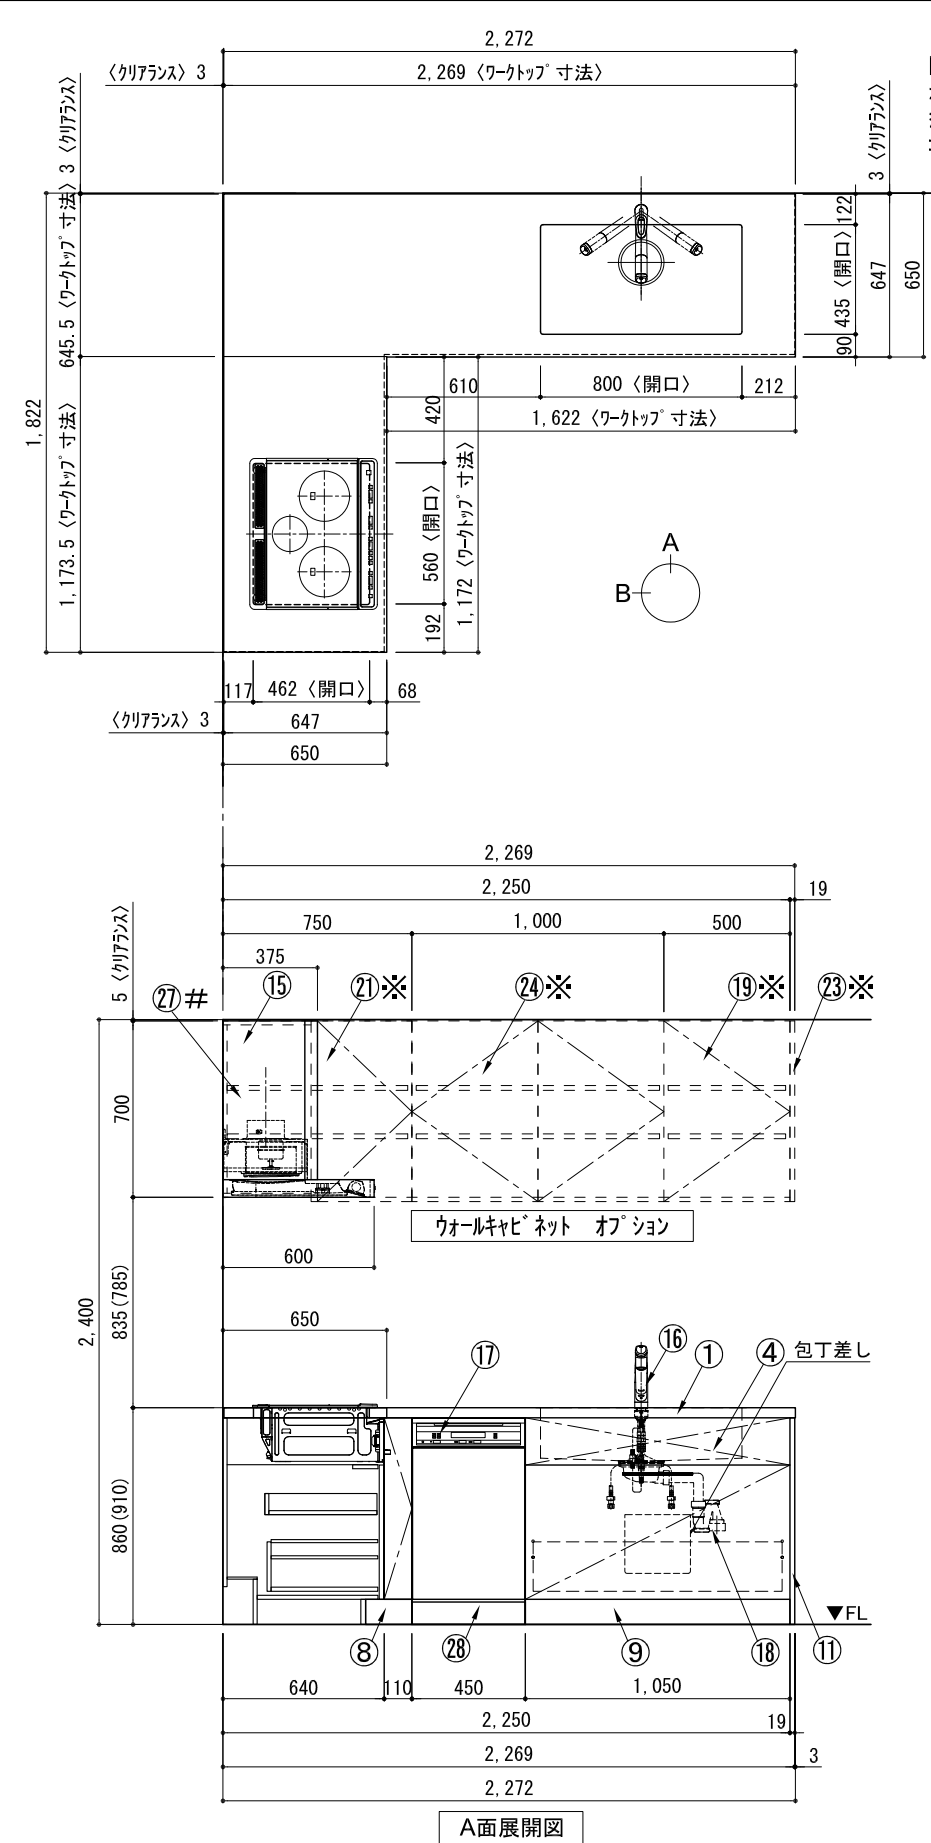 2,272
〈クリアランス〉3
2,269〈ワークトップ寸法〉
3〈クリアランス〉
3〈クリアランス〉
645.5〈ワークトップ寸法〉
1,173.5〈ワークトップ寸法〉
1,822
122
435〈開口〉
90
647
650
610
800〈開口〉
212
1,622〈ワークトップ寸法〉
420
560〈開口〉
192
1,172〈ワークトップ寸法〉
A
B
117
462〈開口〉
68
〈クリアランス〉3
647
650
2,269
2,250
19
750
1,000
500
375
5〈クリアランス〉
㉗#
⑮
㉑※
㉔※
⑲※
㉓※
700
ウォールキャビネット オプション
600
835(785)
2,400
650
⑰
⑯
①
④
包丁差し
860(910)
▼FL
⑧
㉘
⑨
⑱
⑪
640
110
450
1,050
2,250
19
2,269
3
2,272
A面展開図